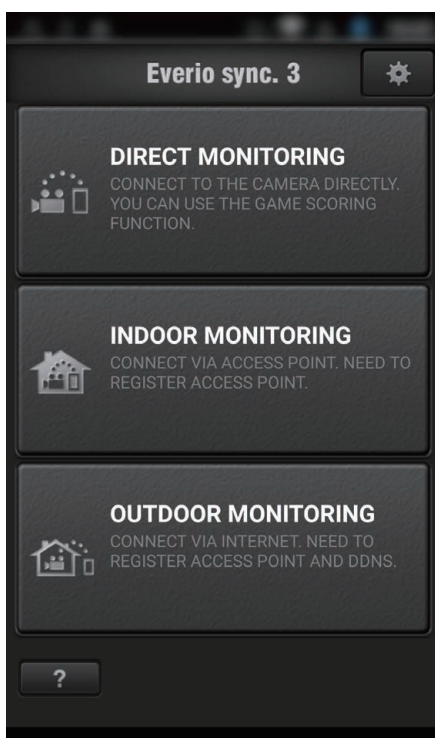 Everio sync. 3
DIRECT MONITORING
CONNECT TO THE CAMERA DIRECTLY.
YOU CAN USE THE GAME SCORING
FUNCTION.
INDOOR MONITORING
CONNECT VIA ACCESS POINT. NEED TO
REGISTER ACCESS POINT.
OUTDOOR MONITORING
CONNECT VIA INTERNET. NEED TO
REGISTER ACCESS POINT AND DDNS.
?